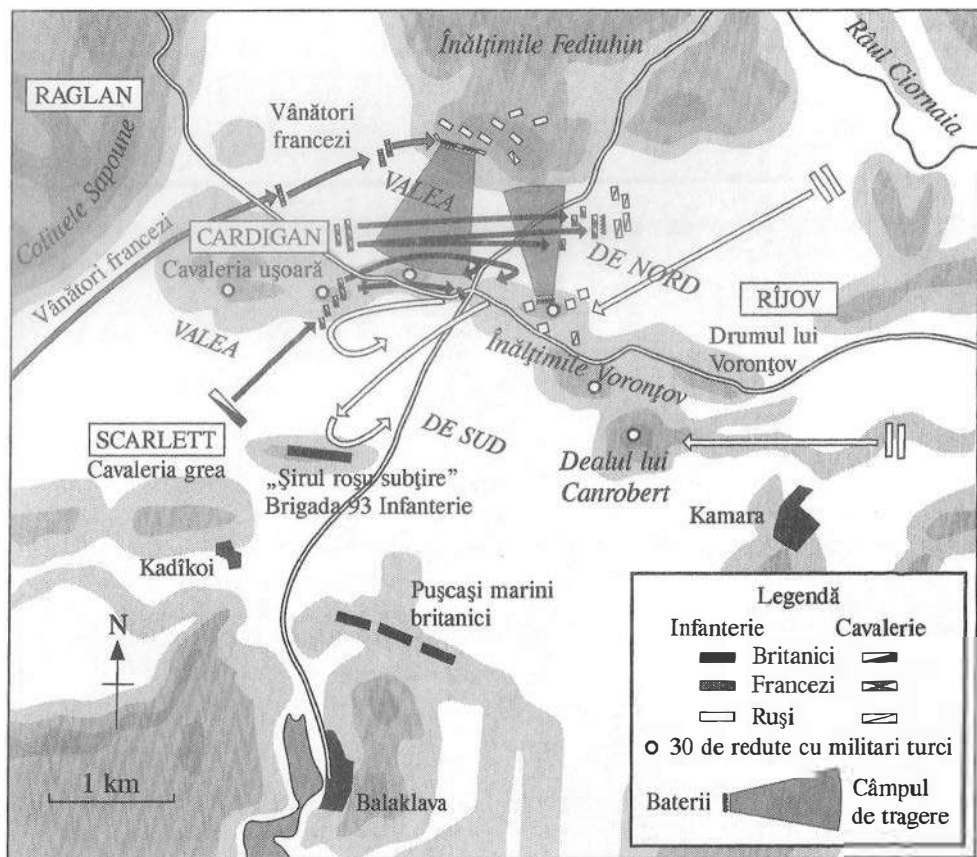 Înălțimile Fediuhin
Râul Ciornaia
RAGLAN
Vânători
francezi
Colinele Sapoune
VALEA
CARDIGAN
Cavaleria ușoară
DE NORD
Vânători francezi
RÎJOV
VALEA
Drumul lui
Voronțov
Înălțimile Voronțov
SCARLETT
Cavaleria grea
DE SUD
„Șirul roșu subțire”
Brigada 93 Infanterie
Dealul lui
Canrobert
Kamara
Kadîkoi
Pușcași marini
britanici
N
1 km
Balaklava
Legendă
Infanterie Cavalerie
Britanici
Francezi
Ruși
30 de redute cu militari turci
Baterii
Câmpul
de tragere